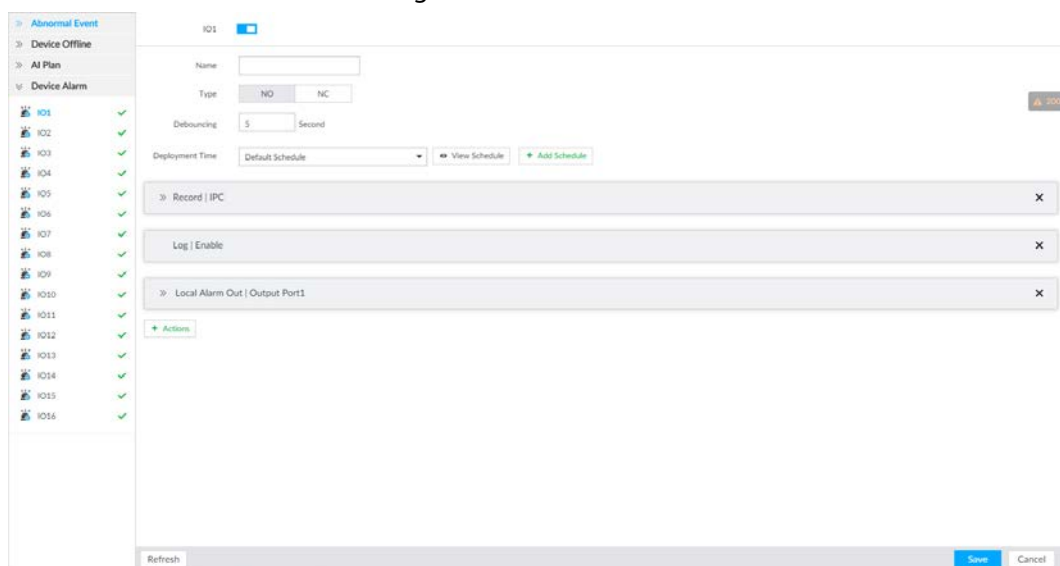 Abnormal Event
Device Offline
AI Plan
Device Alarm
IO1
IO2
IO3
IO4
IO5
IO6
IO7
IO8
IO9
IO10
IO11
IO12
IO13
IO14
IO15
IO16
IO1
Name
Type NO NC
Debouncing 5 Second
Deployment Time Default Schedule View Schedule + Add Schedule
Record | IPC
Log | Enable
Local Alarm Out | Output Port1
+ Actions
Refresh Save Cancel